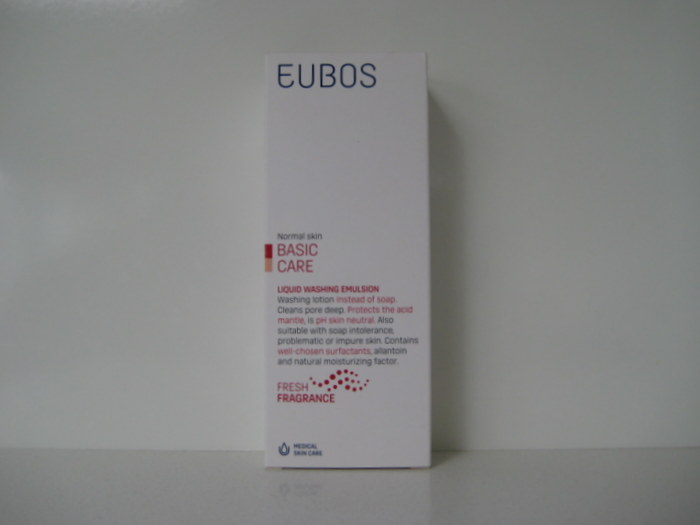 EUBOS
Normal skin
BASIC
CARE
LIQUID WASHING EMULSION
Washing lotion instead of soap.
Cleans pore deep. Protects the acid
mantle, is pH skin neutral. Also
suitable with soap intolerance,
problematic or impure skin. Contains
well-chosen surfactants, allantoin
and natural moisturizing factor.
FRESH
FRAGRANCE
MEDICAL
SKIN CARE